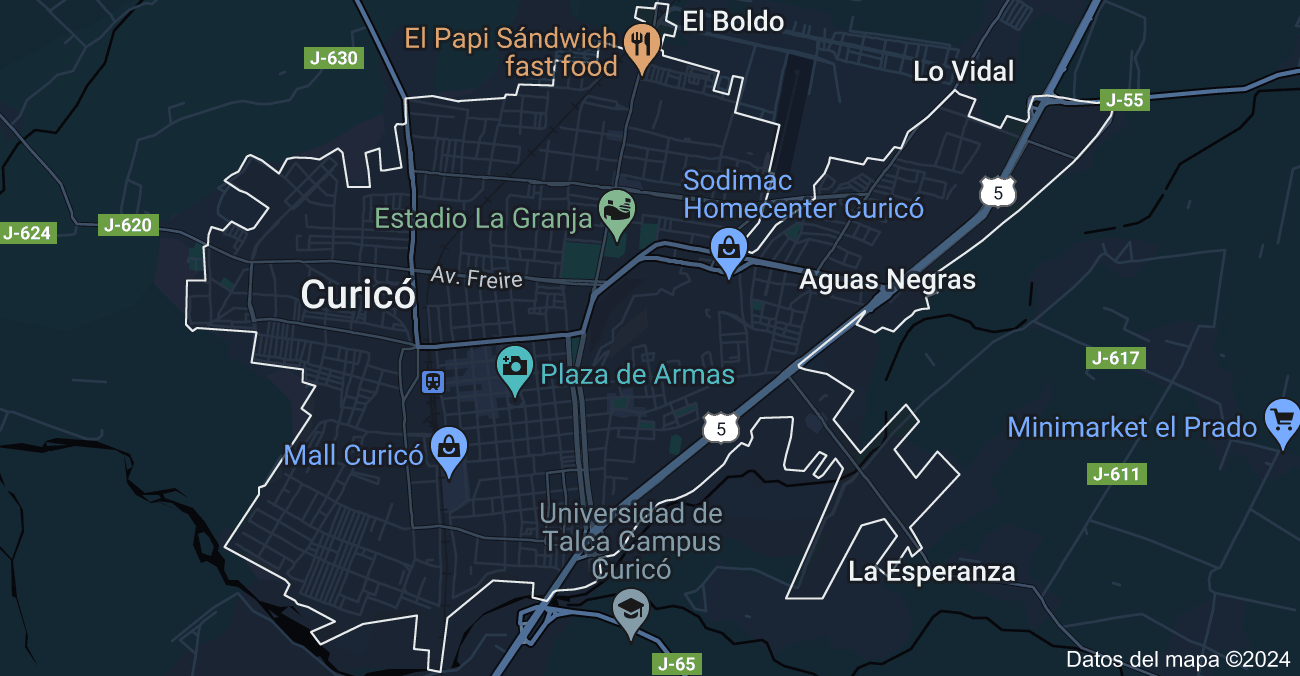 El Boldo
El Papi Sándwich
fast food
J-630
Lo Vidal
J-55
Sodimac
Homecenter Curicó
5
Estadio La Granja
J-620
J-624
Av. Freire
Aguas Negras
Curicó
J-617
Plaza de Armas
5
Minimarket el Prado
Mall Curicó
J-611
Universidad de
Talca Campus
Curicó
La Esperanza
J-65
Datos del mapa ©2024